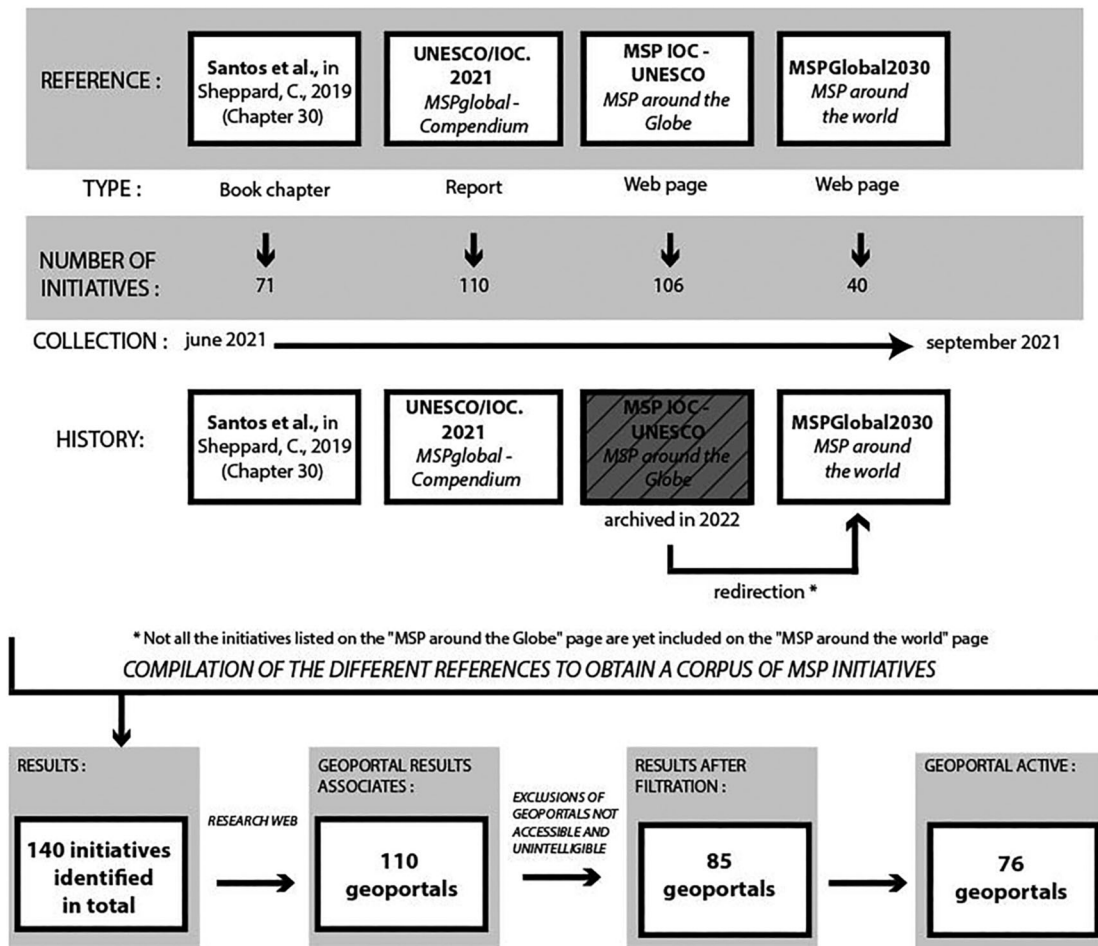 REFERENCE :
Santos et al., in
Sheppard, C., 2019
(Chapter 30)
UNESCO/IOC.
2021
MSPglobal -
Compendium
MSP IOC -
UNESCO
MSP around the
Globe
MSPGlobal2030
MSP around
the world
TYPE :
Book chapter
Report
Web page
Web page
NUMBER OF
INITIATIVES :
71
110
106
40
COLLECTION :
june 2021
september 2021
HISTORY:
Santos et al., in
Sheppard, C., 2019
(Chapter 30)
UNESCO/IOC.
2021
MSPglobal -
Compendium
MSP IOC -
UNESCO
MSP around the
Globe
MSPGlobal2030
MSP around
the world
archived in 2022
redirection *
* Not all the initiatives listed on the "MSP around the Globe" page are yet included on the "MSP around the world" page
COMPILATION OF THE DIFFERENT REFERENCES TO OBTAIN A CORPUS OF MSP INITIATIVES
RESULTS :
140 initiatives
identified
in total
RESEARCH WEB
GEOPORTAL RESULTS
ASSOCIATES :
110
geoportals
EXCLUSIONS OF
GEOPORTALS NOT
ACCESSIBLE AND
UNINTELLIGIBLE
RESULTS AFTER
FILTRATION :
85
geoportals
GEOPORTAL ACTIVE :
76
geoportals